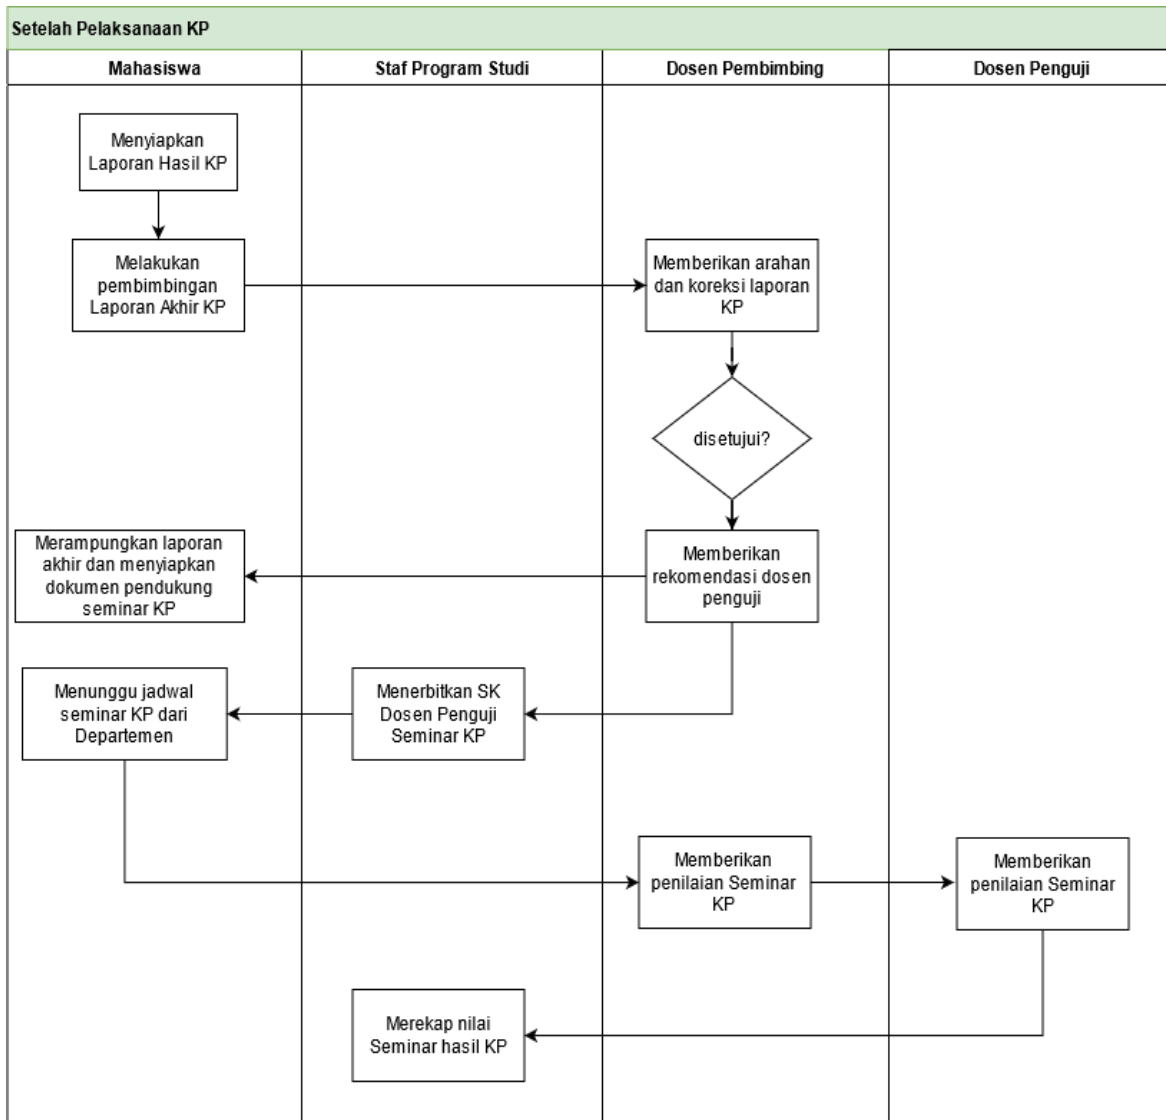 Setelah Pelaksanaan KP
Mahasiswa
Staf Program Studi
Dosen Pembimbing
Dosen Penguji
Menyiapkan
Laporan Hasil KP
Melakukan
pembimbingan
Laporan Akhir KP
Memberikan arahan
dan koreksi laporan
KP
disetujui?
Memberikan
rekomendasi dosen
penguji
Merampungkan laporan
akhir dan menyiapkan
dokumen pendukung
seminar KP
Menerbitkan SK
Dosen Penguji
Seminar KP
Menunggu jadwal
seminar KP dari
Departemen
Memberikan
penilaian Seminar
KP
Memberikan
penilaian Seminar
KP
Merekap nilai
Seminar hasil KP